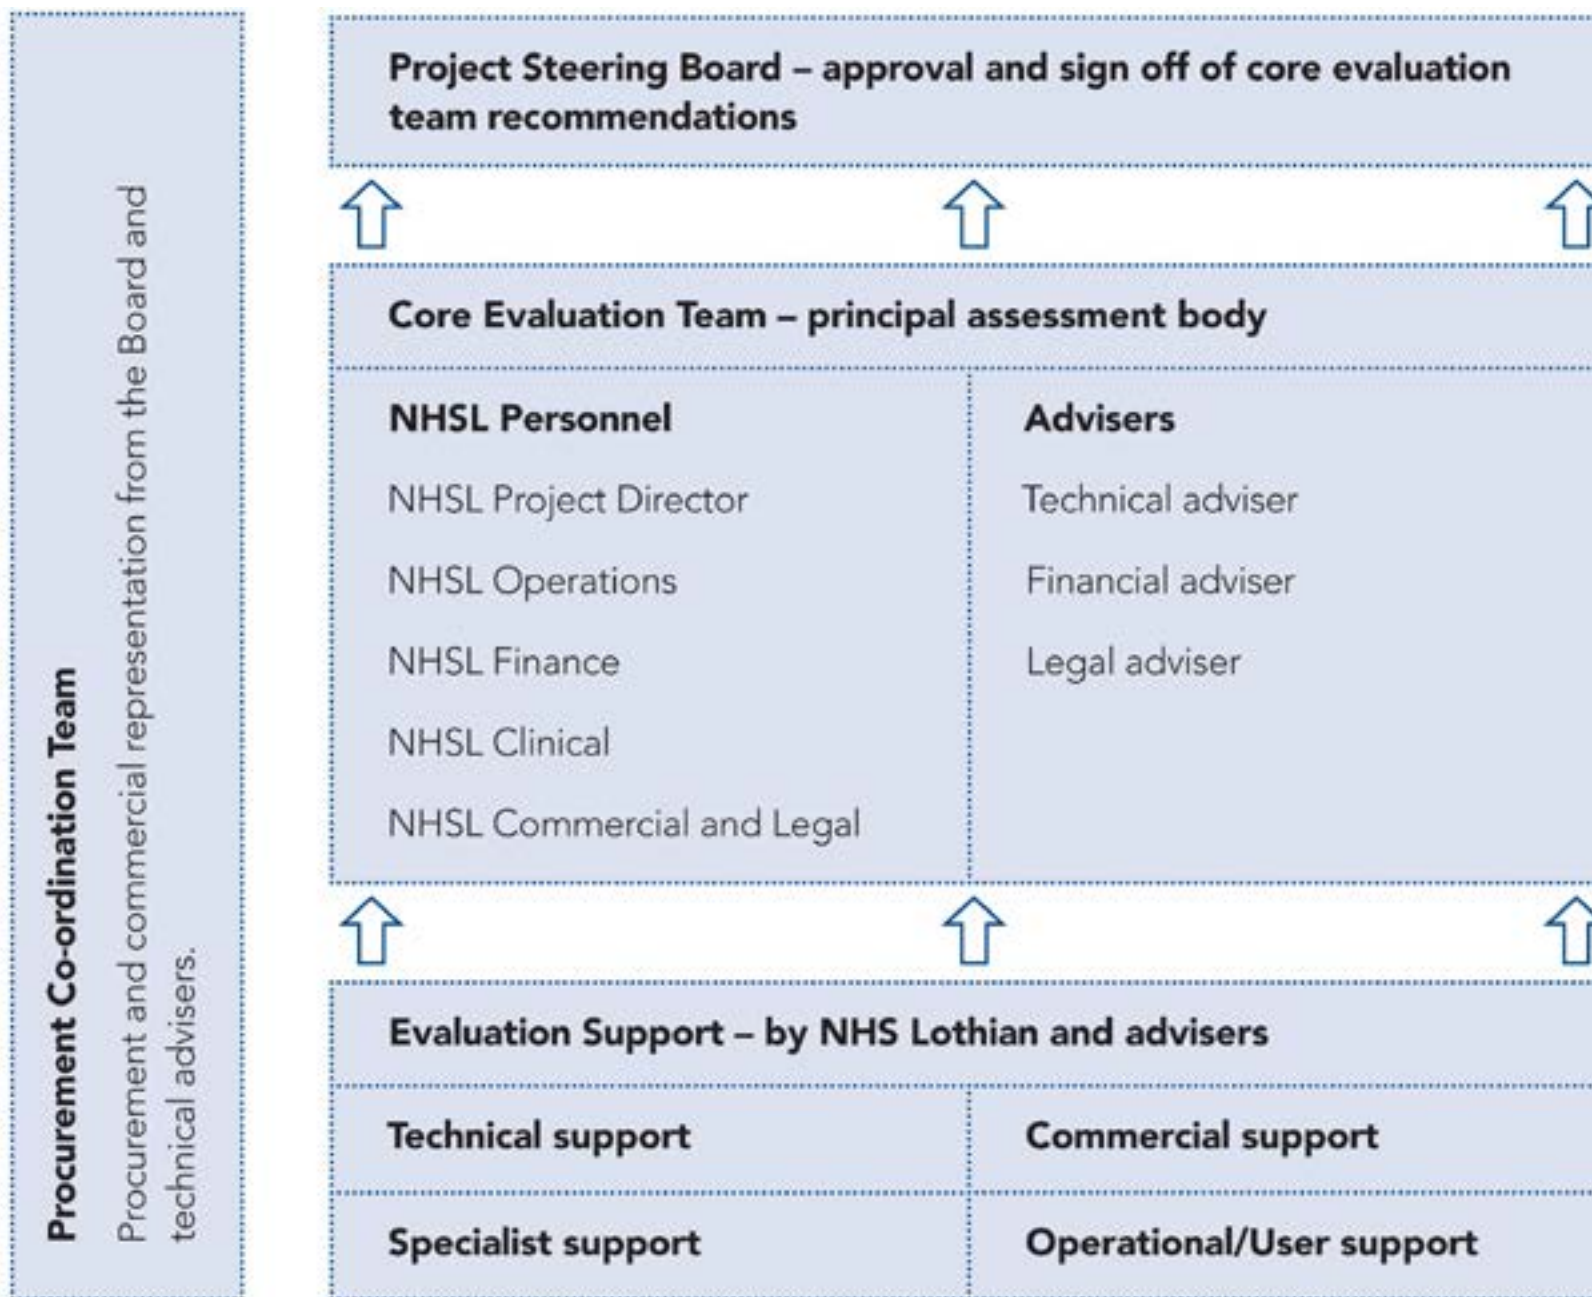 Procurement Co-ordination Team
Procurement and commercial representation from the Board and
technical advisers.
Project Steering Board – approval and sign off of core evaluation
team recommendations
Core Evaluation Team – principal assessment body
NHSL Personnel
NHSL Project Director
NHSL Operations
NHSL Finance
NHSL Clinical
NHSL Commercial and Legal
Advisers
Technical adviser
Financial adviser
Legal adviser
Evaluation Support – by NHS Lothian and advisers
Technical support
Commercial support
Specialist support
Operational/User support